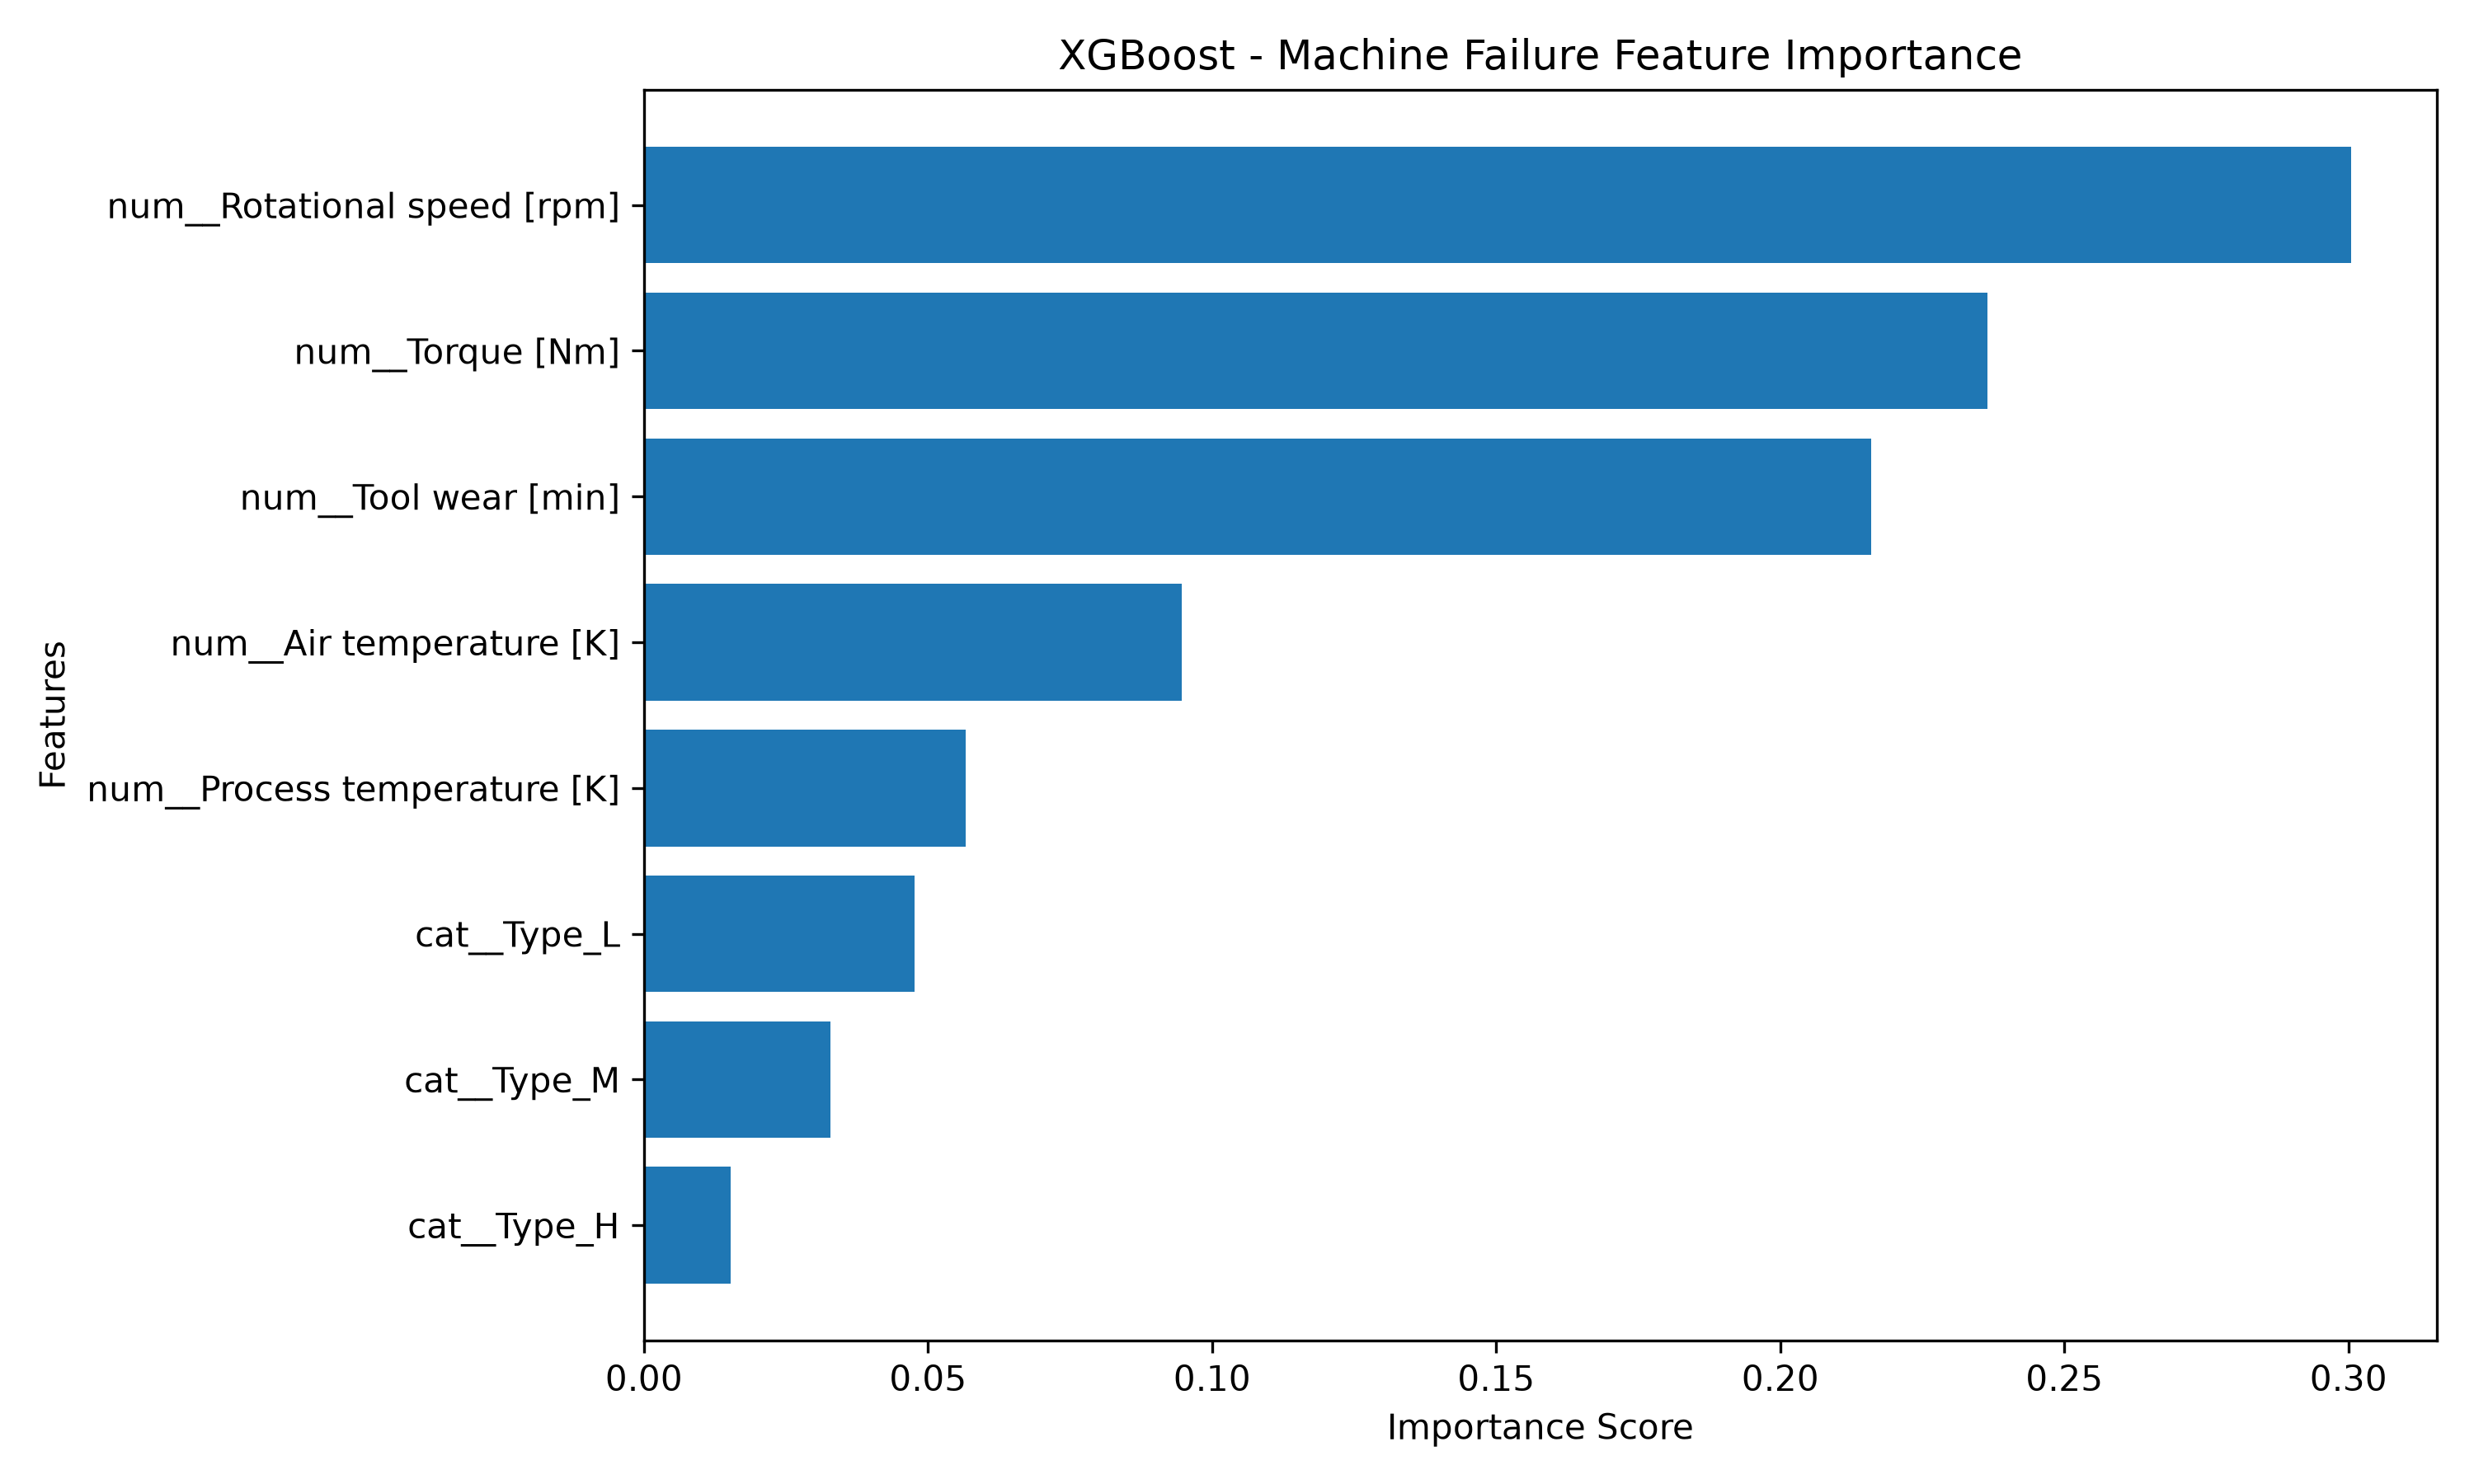 XGBoost - Machine Failure Feature Importance
Features
num__Rotational speed [rpm]
num__Torque [Nm]
num__Tool wear [min]
num__Air temperature [K]
num__Process temperature [K]
cat__Type_L
cat__Type_M
cat__Type_H
0.00 0.05 0.10 0.15 0.20 0.25 0.30
Importance Score